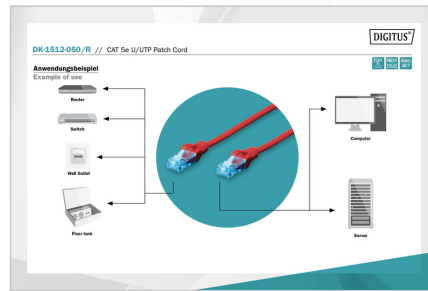 DIGITUS®
DK-1512-050/R // CAT 5e U/UTP Patch Cord
Anwendungsbeispiel
Example of use
Router
Switch
Wall Outlet
Floor tank
Computer
Server